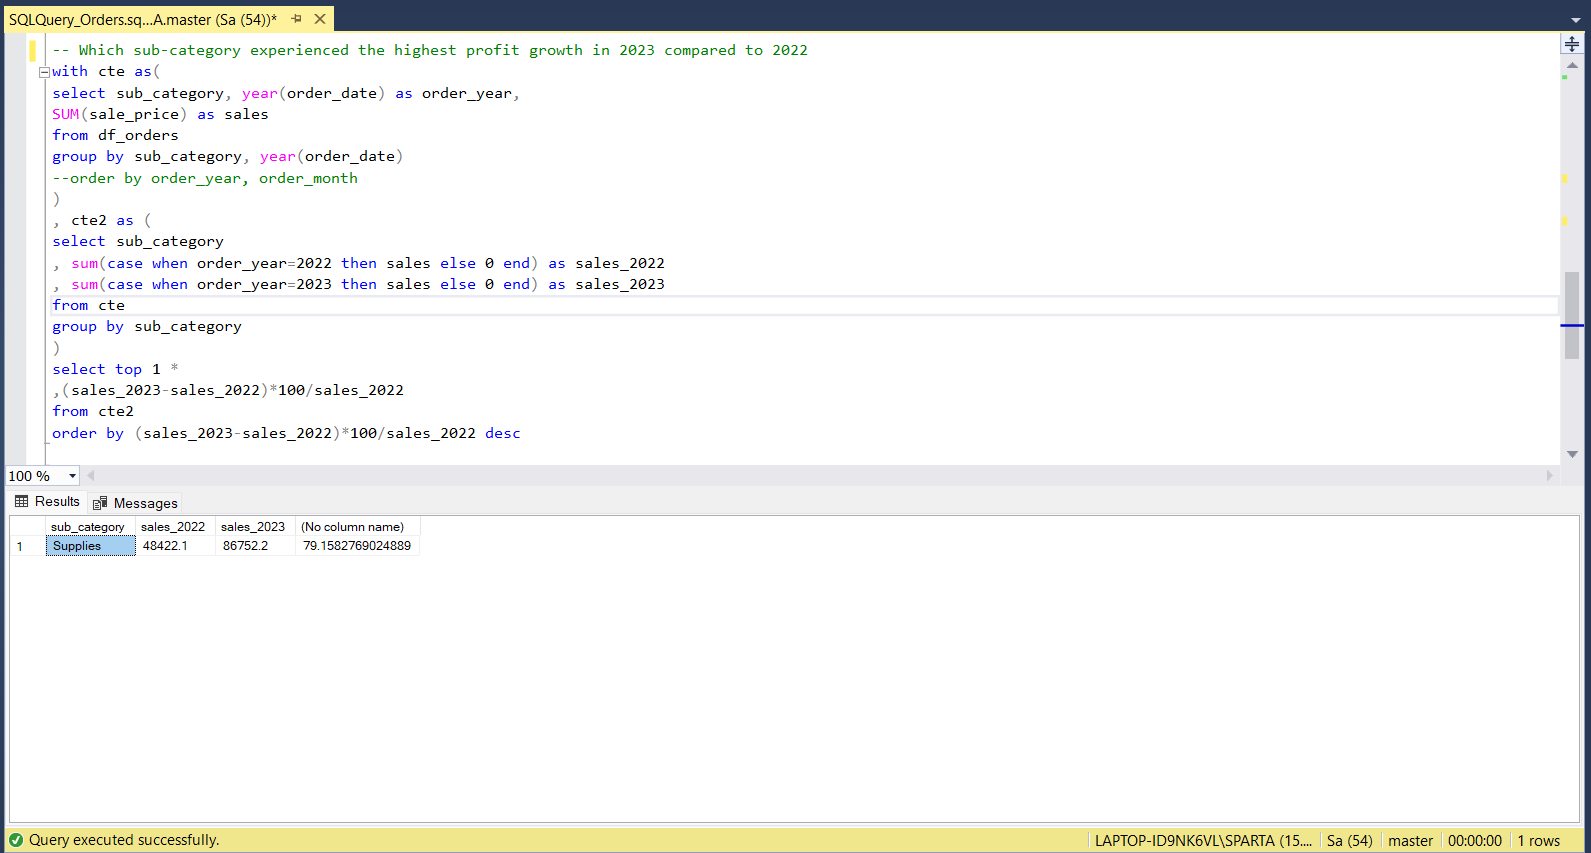 SQLQuery_Orders.sq...A.master (Sa (54))*
-- Which sub-category experienced the highest profit growth in 2023 compared to 2022
with cte as(
select sub_category, year(order_date) as order_year,
SUM(sale_price) as sales
from df_orders
group by sub_category, year(order_date)
--order by order_year, order_month
)
, cte2 as (
select sub_category
, sum(case when order_year=2022 then sales else 0 end) as sales_2022
, sum(case when order_year=2023 then sales else 0 end) as sales_2023
from cte
group by sub_category
)
select top 1 *
,(sales_2023-sales_2022)*100/sales_2022
from cte2
order by (sales_2023-sales_2022)*100/sales_2022 desc
100 %
Results Messages
sub_category sales_2022 sales_2023 (No column name)
1 Supplies 48422.1 86752.2 79.1582769024889
Query executed successfully. LAPTOP-ID9NK6VL\SPARTA (15.... Sa (54) master 00:00:00 1 rows